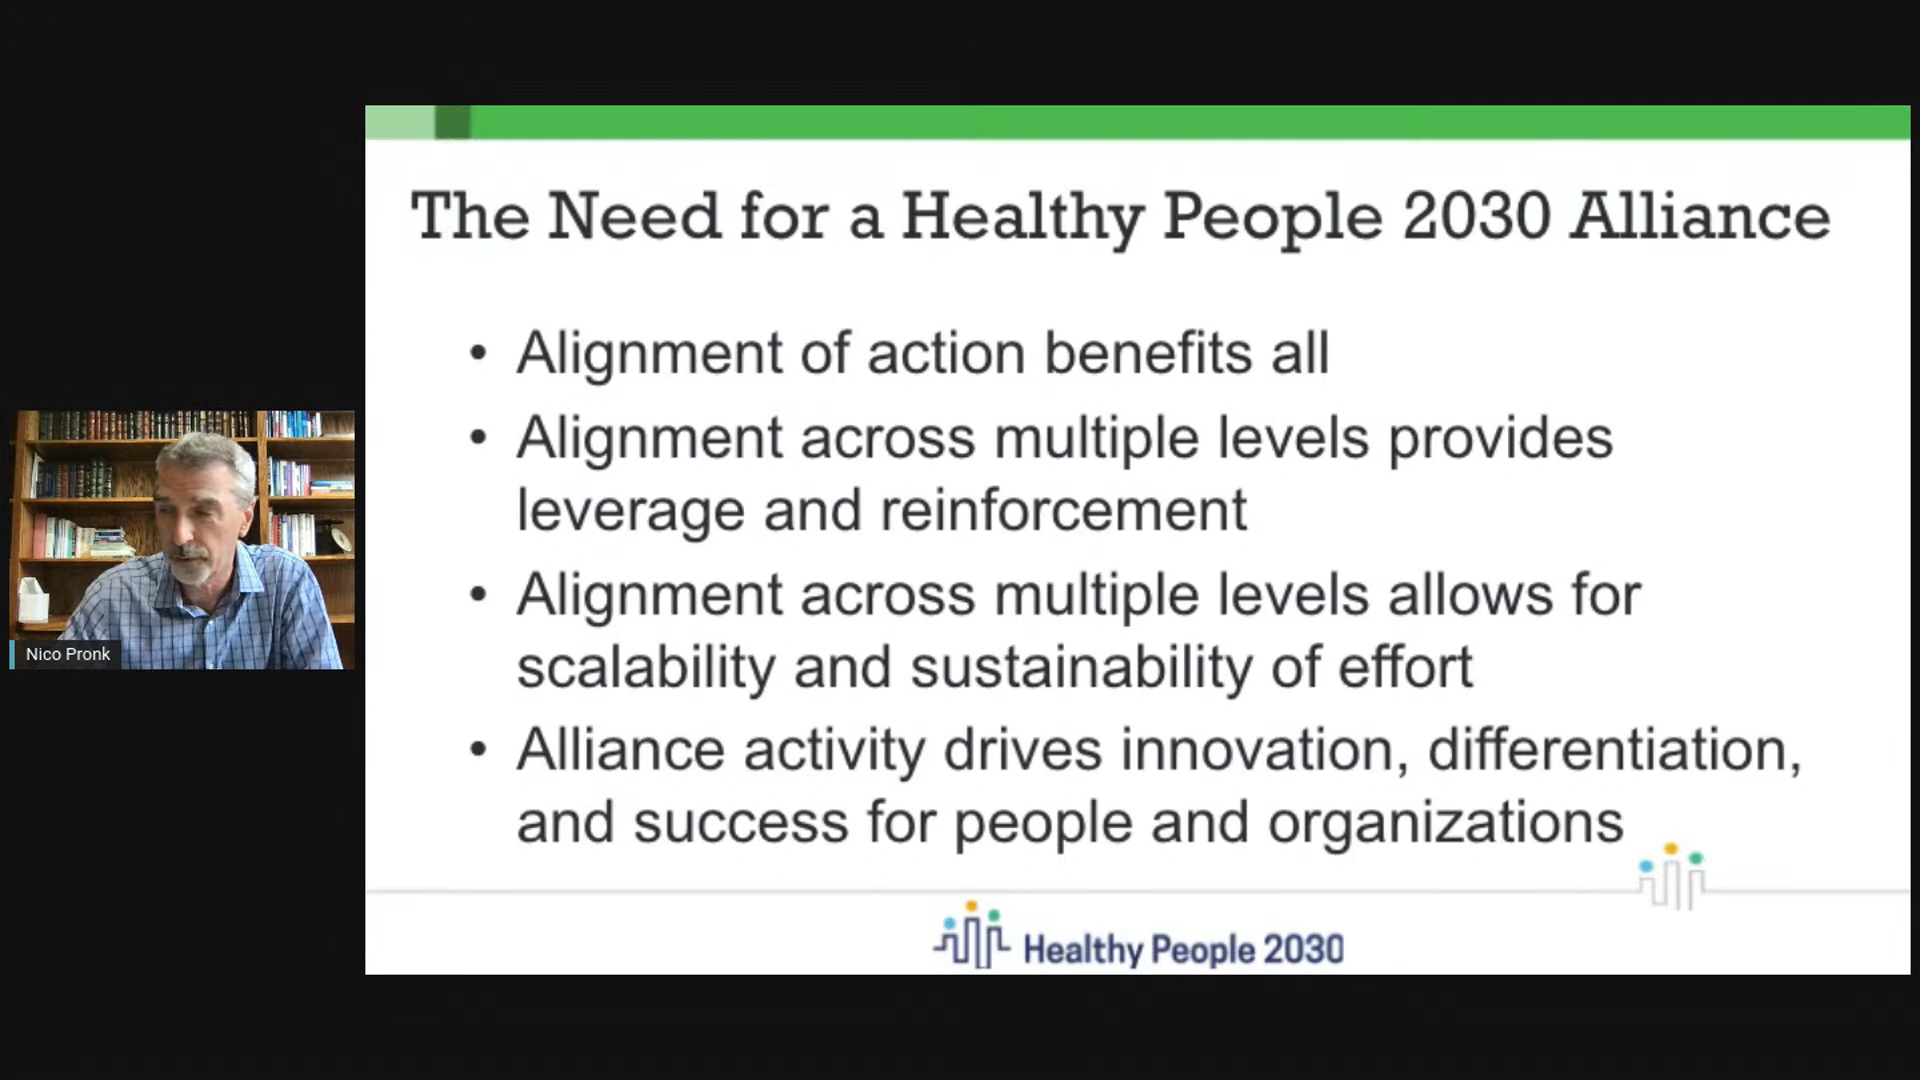 The Need for a Healthy People 2030 Alliance
• Alignment of action benefits all
• Alignment across multiple levels provides
leverage and reinforcement
• Alignment across multiple levels allows for
scalability and sustainability of effort
• Alliance activity drives innovation, differentiation,
and success for people and organizations
Nico Pronk
Healthy People 2030